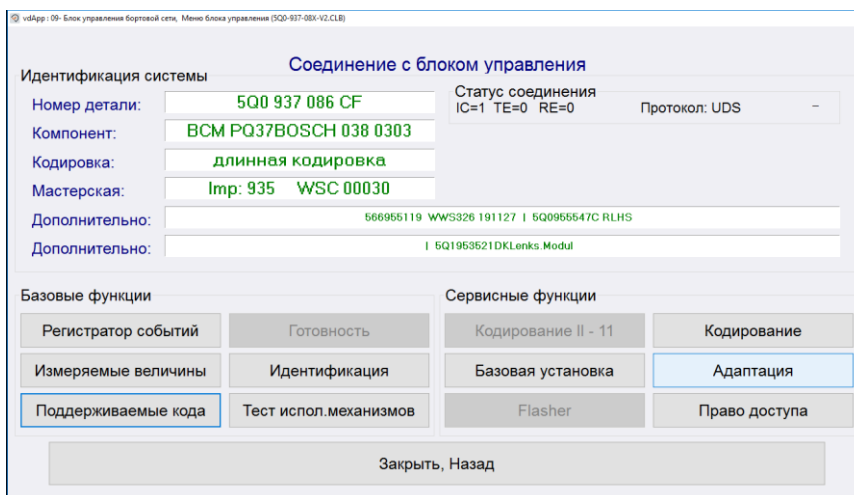 vdApp : 09- Блок управления бортовой сети, Меню блока управления (5Q0-937-08X-V2.CLB)
Соединение с блоком управления
Идентификация системы
Номер детали: 5Q0 937 086 CF
Компонент: BCM PQ37BOSCH 038 0303
Кодировка: длинная кодировка
Мастерская: Imp: 935 WSC 00030
Статус соединения
IC=1 TE=0 RE=0 Протокол: UDS –
Дополнительно: 566955119 WWS326 191127 | 5Q0955547C RLHS
Дополнительно: | 5Q1953521DKLenks.Modul
Базовые функции
Регистратор событий Готовность
Измеряемые величины Идентификация
Поддерживаемые кода Тест испол.механизмов
Сервисные функции
Кодирование II - 11 Кодирование
Базовая установка Адаптация
Flasher Право доступа
Закрыть, Назад